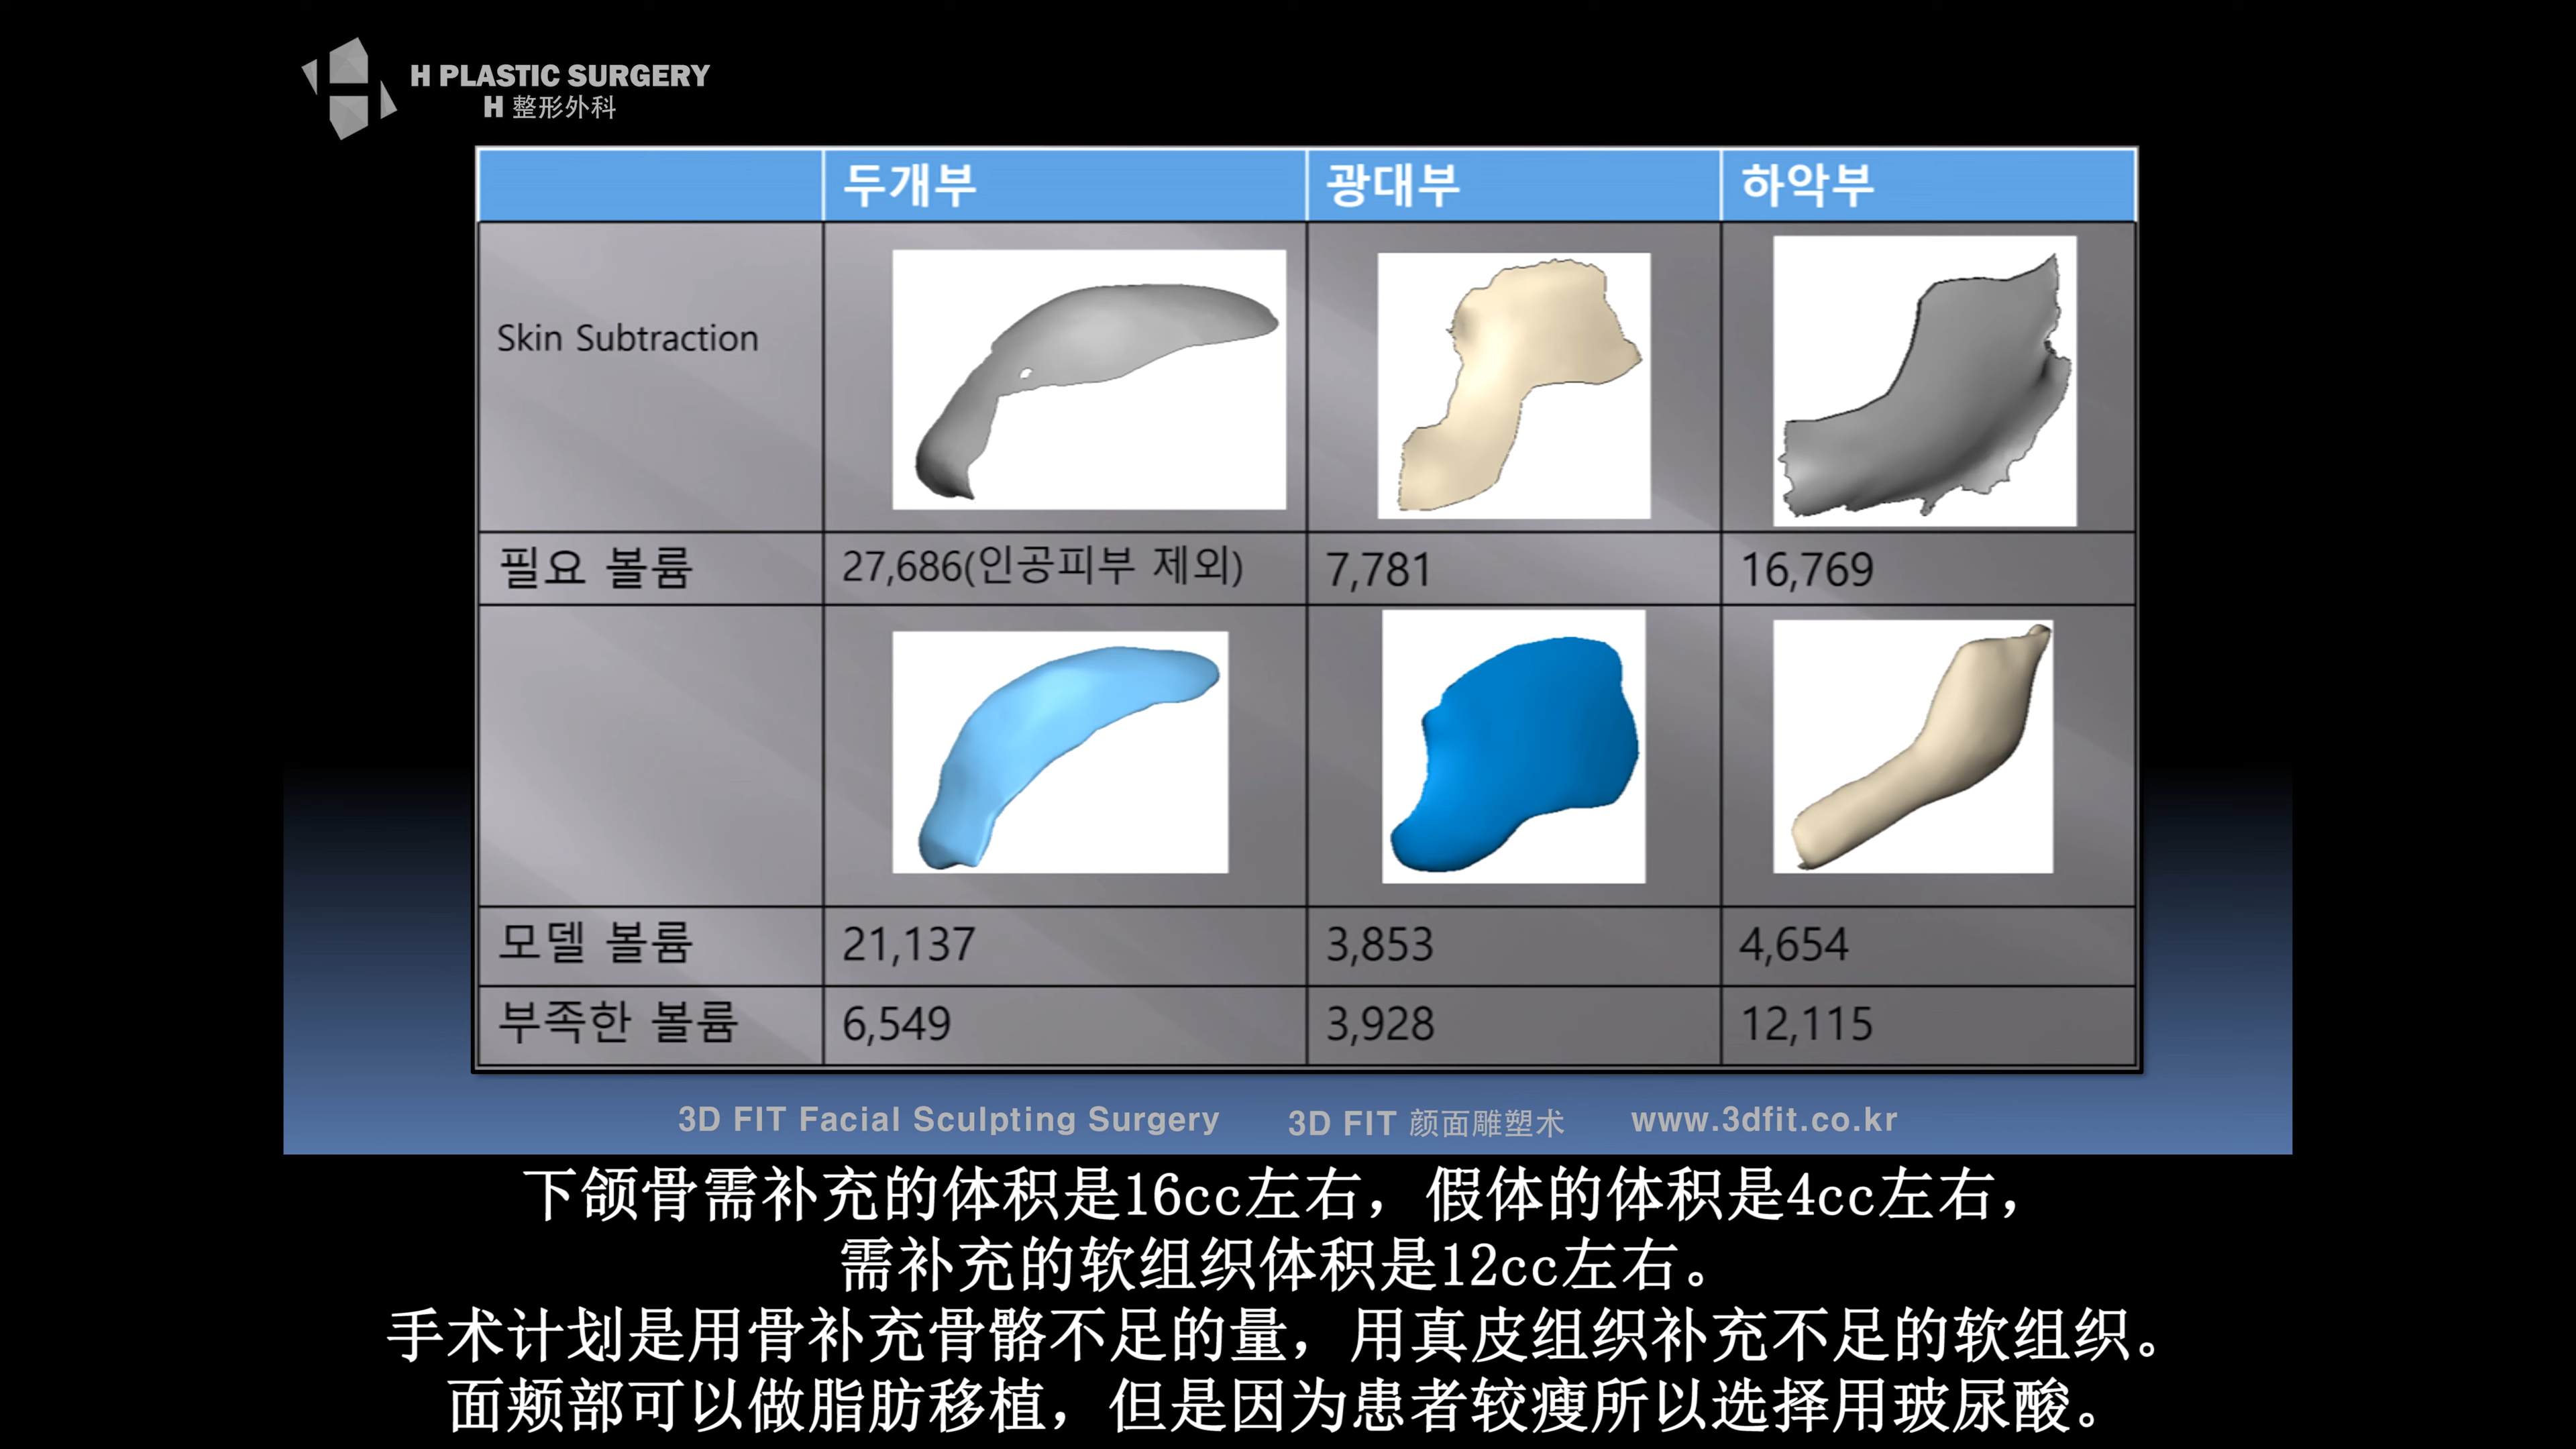 H PLASTIC SURGERY
H 整形外科
두개부 광대부 하악부
Skin Subtraction
필요 볼륨 27,686(인공피부 제외) 7,781 16,769
모델 볼륨 21,137 3,853 4,654
부족한 볼륨 6,549 3,928 12,115
3D FIT Facial Sculpting Surgery 3D FIT 颜面雕塑术 www.3dfit.co.kr
下颌骨需补充的体积是16cc左右，假体的体积是4cc左右，
需补充的软组织体积是12cc左右。
手术计划是用骨补充骨骼不足的量，用真皮组织补充不足的软组织。
面颊部可以做脂肪移植，但是因为患者较瘦所以选择用玻尿酸。